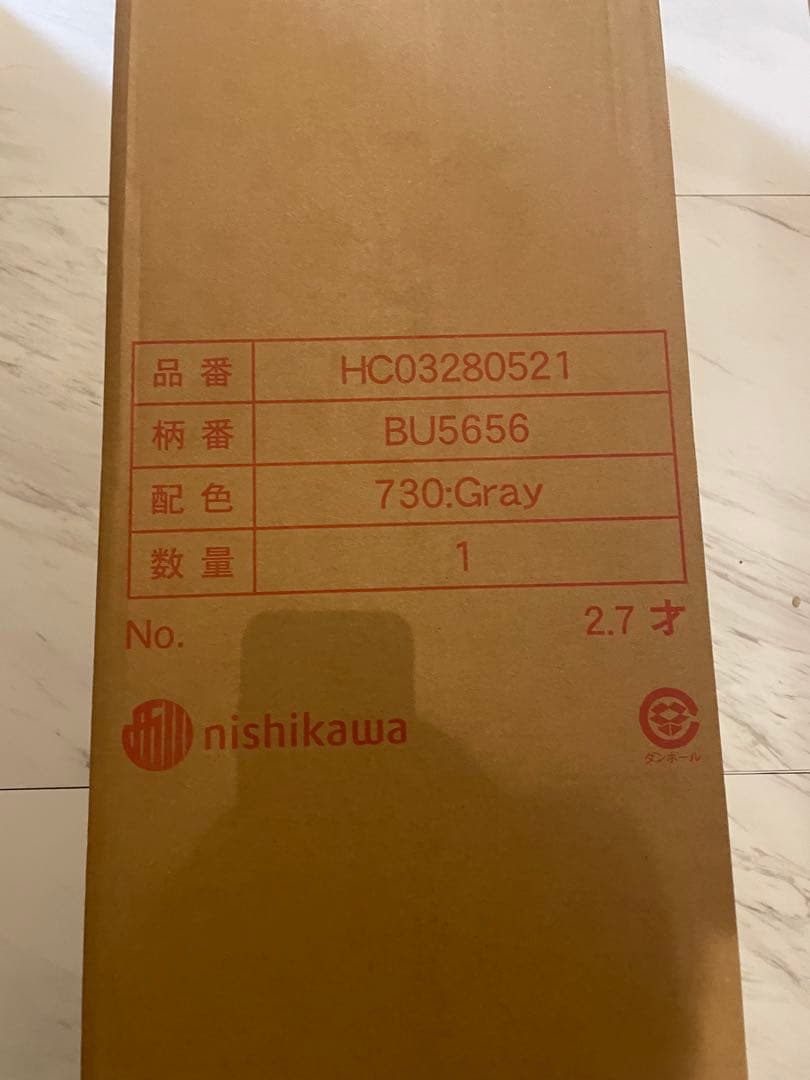 品番 HC03280521
柄番 BU5656
配色 730:Gray
数量 1
No. 2.7 才
nishikawa
ダンボール